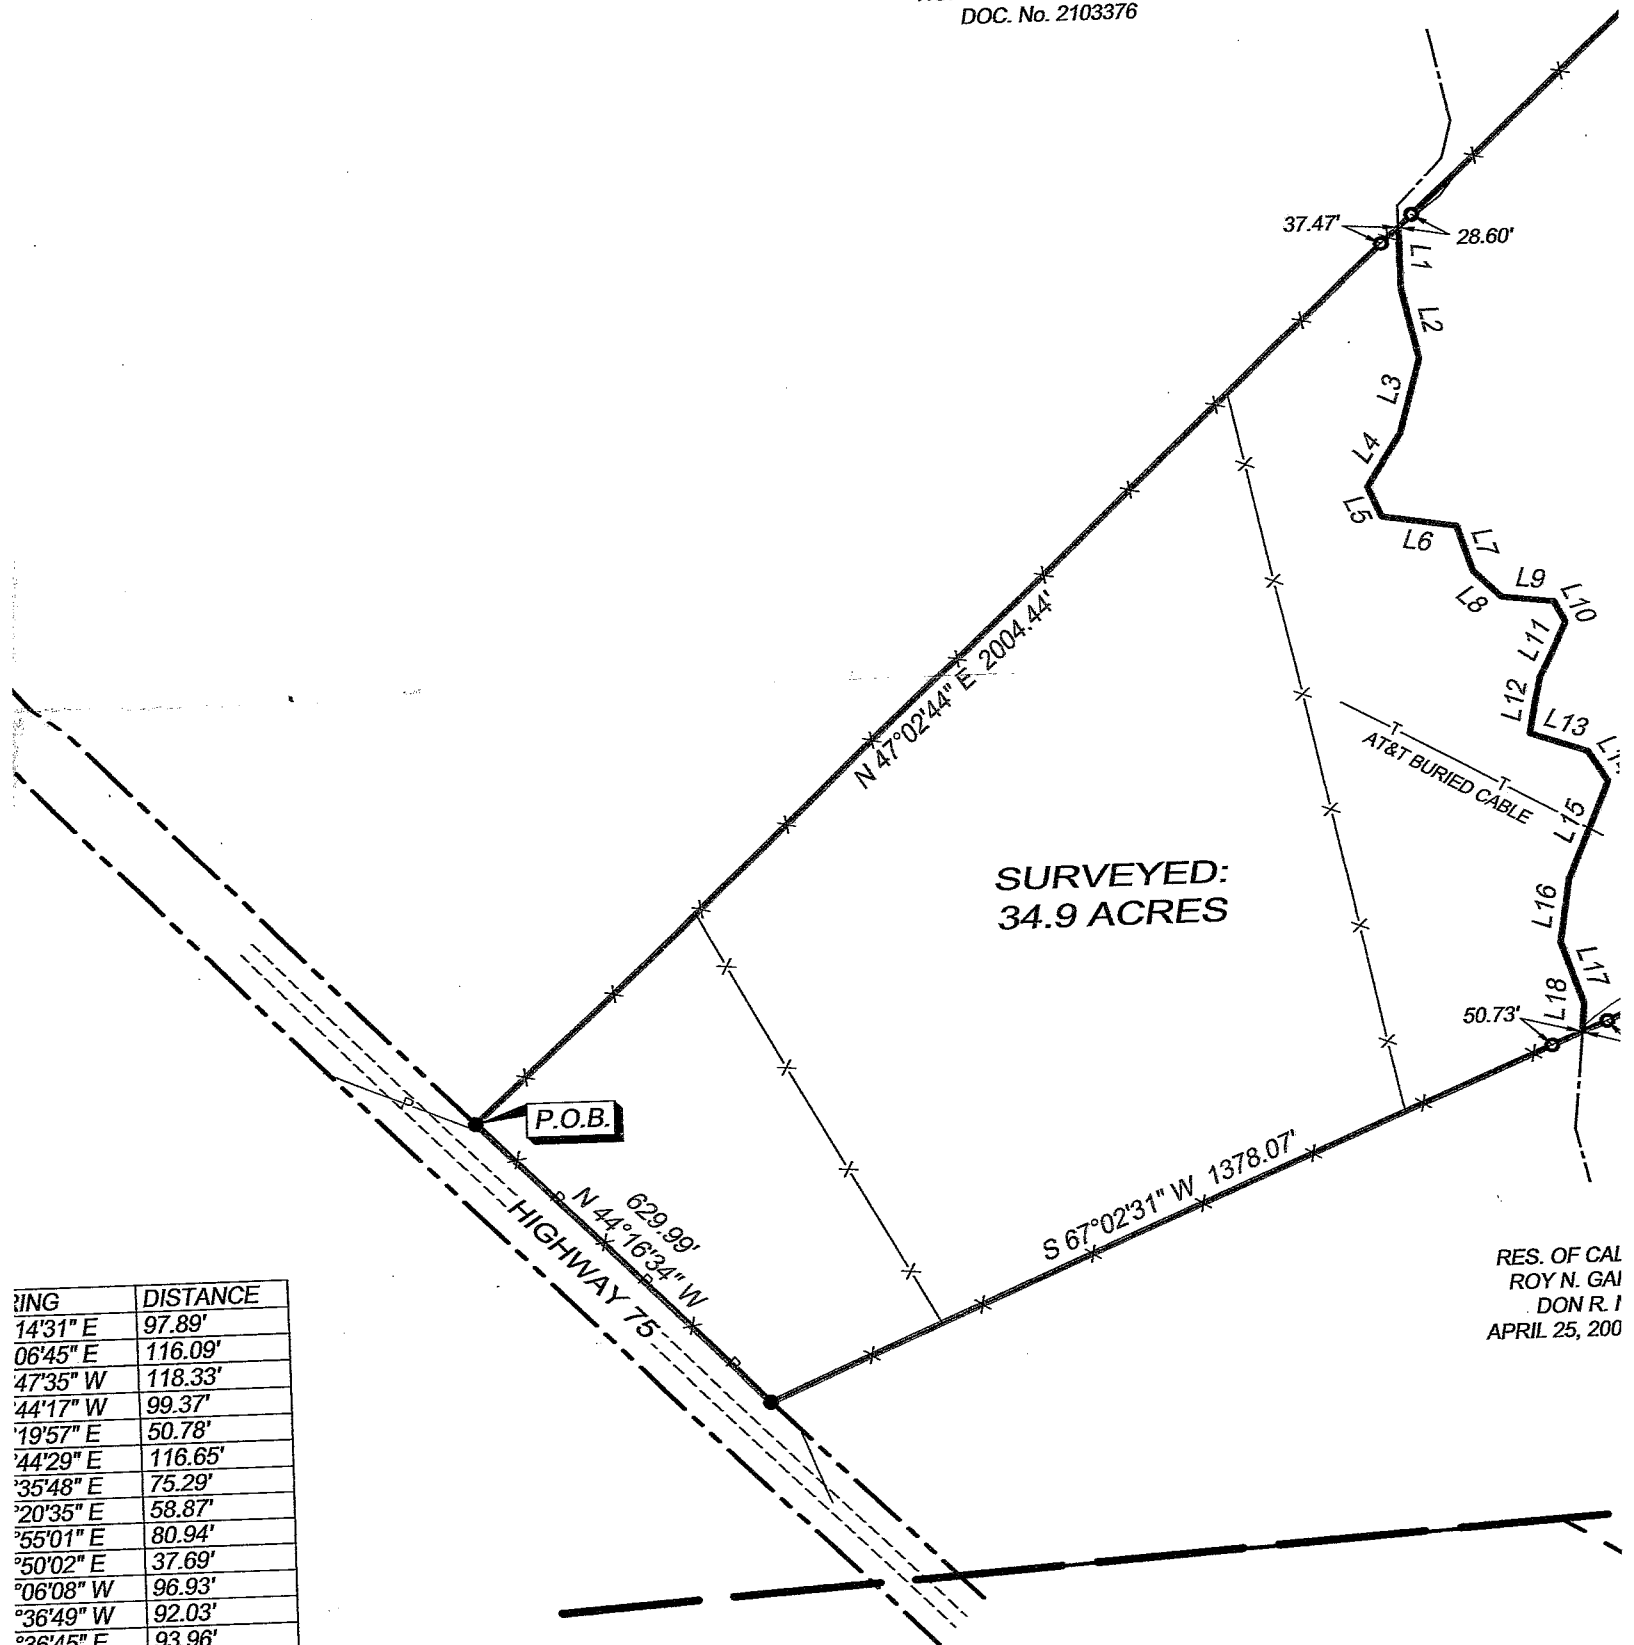 DOC. No. 2103376
37.47'
28.60'
L1
L2
L3
L4
L5
L6
L7
L8
L9
L10
L11
L12
L13
L15
L16
L17
L18
50.73'
N 47°02'44" E 2004.44'
AT&T BURIED CABLE
T
T
SURVEYED:
34.9 ACRES
P.O.B.
P
P
P
P
629.99'
N 44°16'34" W
HIGHWAY 75
S 67°02'31" W 1378.07'
RES. OF CAL
ROY N. GA
DON R.
APRIL 25, 200
RING DISTANCE
14'31" E 97.89'
06'45" E 116.09'
47'35" W 118.33'
44'17" W 99.37'
°19'57" E 50.78'
°44'29" E 116.65'
°35'48" E 75.29'
°20'35" E 58.87'
°55'01" E 80.94'
°50'02" E 37.69'
°06'08" W 96.93'
°36'49" W 92.03'
°36'45" E 93.96'